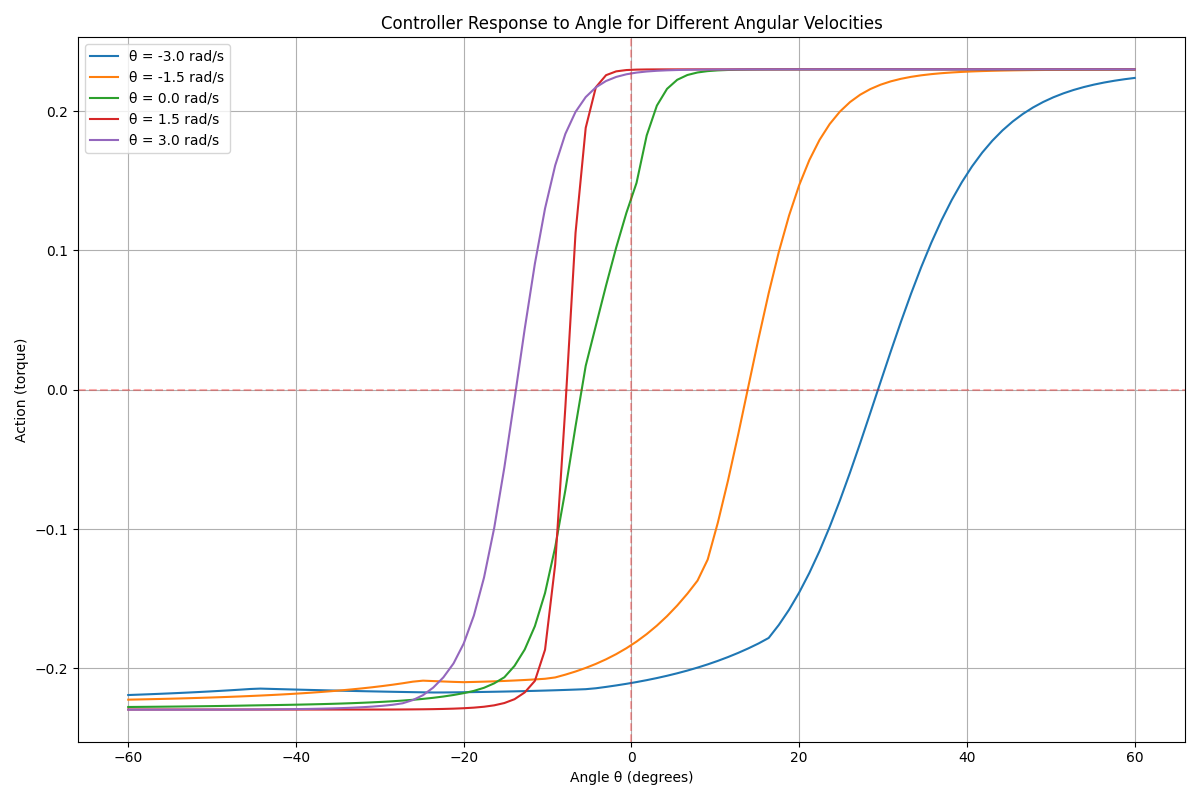 Controller Response to Angle for Different Angular Velocities
θ = -3.0 rad/s
θ = -1.5 rad/s
θ = 0.0 rad/s
θ = 1.5 rad/s
θ = 3.0 rad/s
Action (torque)
0.2
0.1
0.0
−0.1
−0.2
−60
−40
−20
0
20
40
60
Angle θ (degrees)